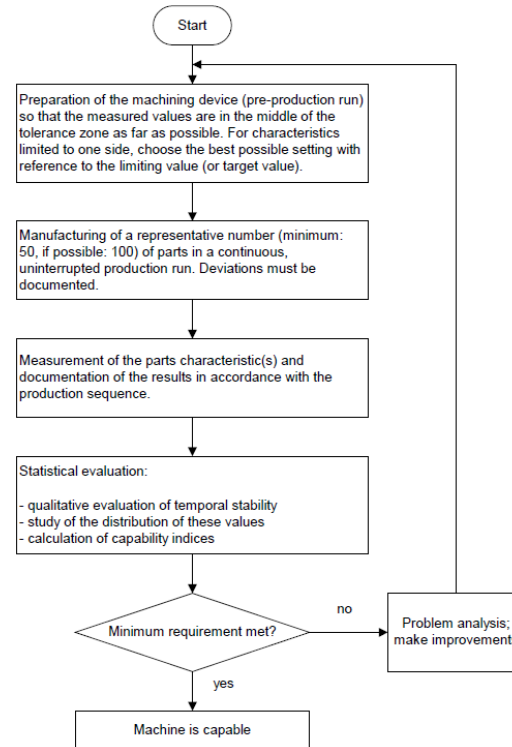 Start
Preparation of the machining device (pre-production run)
so that the measured values are in the middle of the
tolerance zone as far as possible. For characteristics
limited to one side, choose the best possible setting with
reference to the limiting value (or target value).
Manufacturing of a representative number (minimum:
50, if possible: 100) of parts in a continuous,
uninterrupted production run. Deviations must be
documented.
Measurement of the parts characteristic(s) and
documentation of the results in accordance with the
production sequence.
Statistical evaluation:
- qualitative evaluation of temporal stability
- study of the distribution of these values
- calculation of capability indices
Minimum requirement met?
no
Problem analysis;
make improvement
yes
Machine is capable